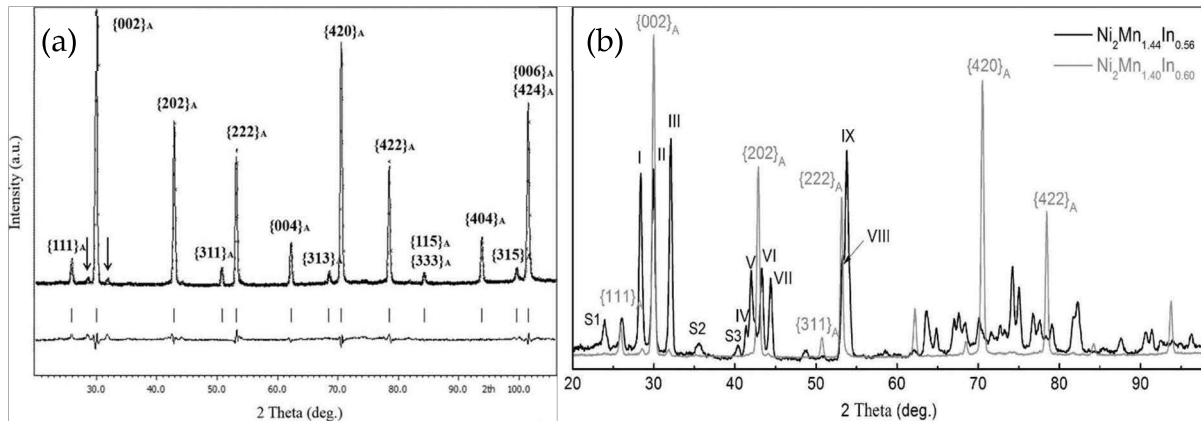 (a)
{002}A
{420}A
{006}A
{424}A
{202}A
{222}A
{422}A
{111}A
{311}A
{004}A
{313}A
{115}A
{333}A
{404}A
{315}
Intensity (a.u.)
30.0 40.0 50.0 60.0 70.0 80.0 90.0 2th 100.0
2 Theta (deg.)
(b)
{002}A
Ni2Mn1.44In0.56
Ni2Mn1.40In0.60
{420}A
III
I
II
IX
{202}A
{222}A
{422}A
VIII
V
VI
VII
IV
{111}
S1
S2
S3
{311}A
20 30 40 50 60 70 80 90
2 Theta (deg.)